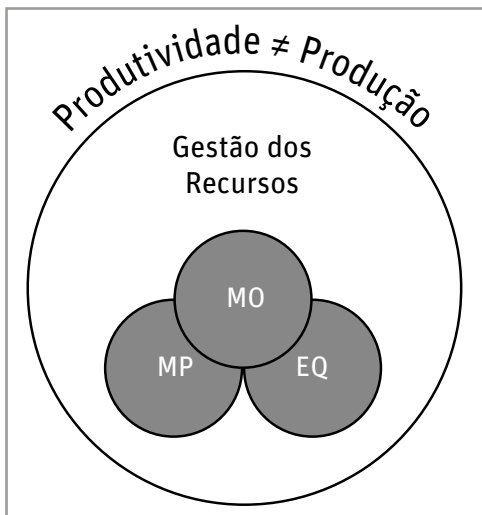 Produtividade ≠ Produção
Gestão dos
Recursos
MO
MP
EQ